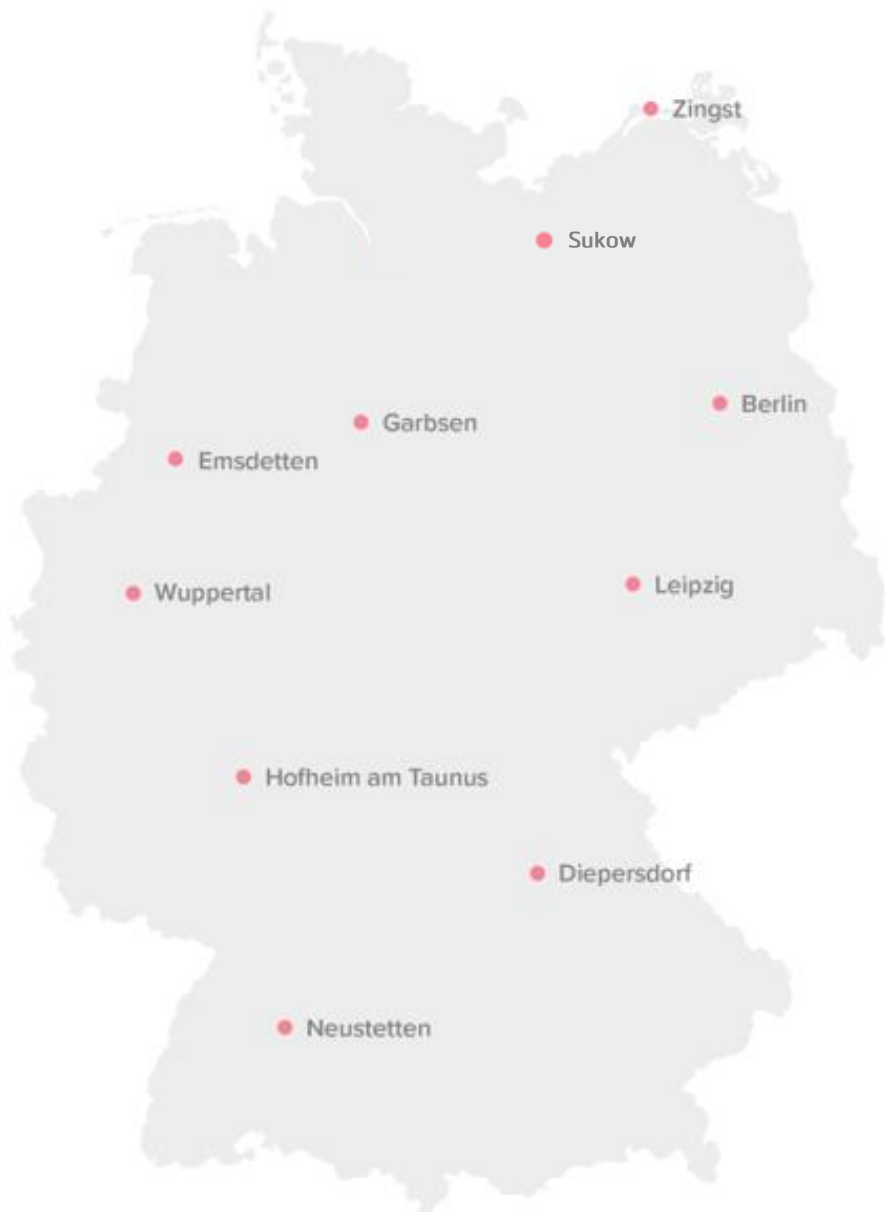 Zingst
Sukow
Berlin
Garbsen
Emsdetten
Leipzig
Wuppertal
Hofheim am Taunus
Diepersdorf
Neustetten